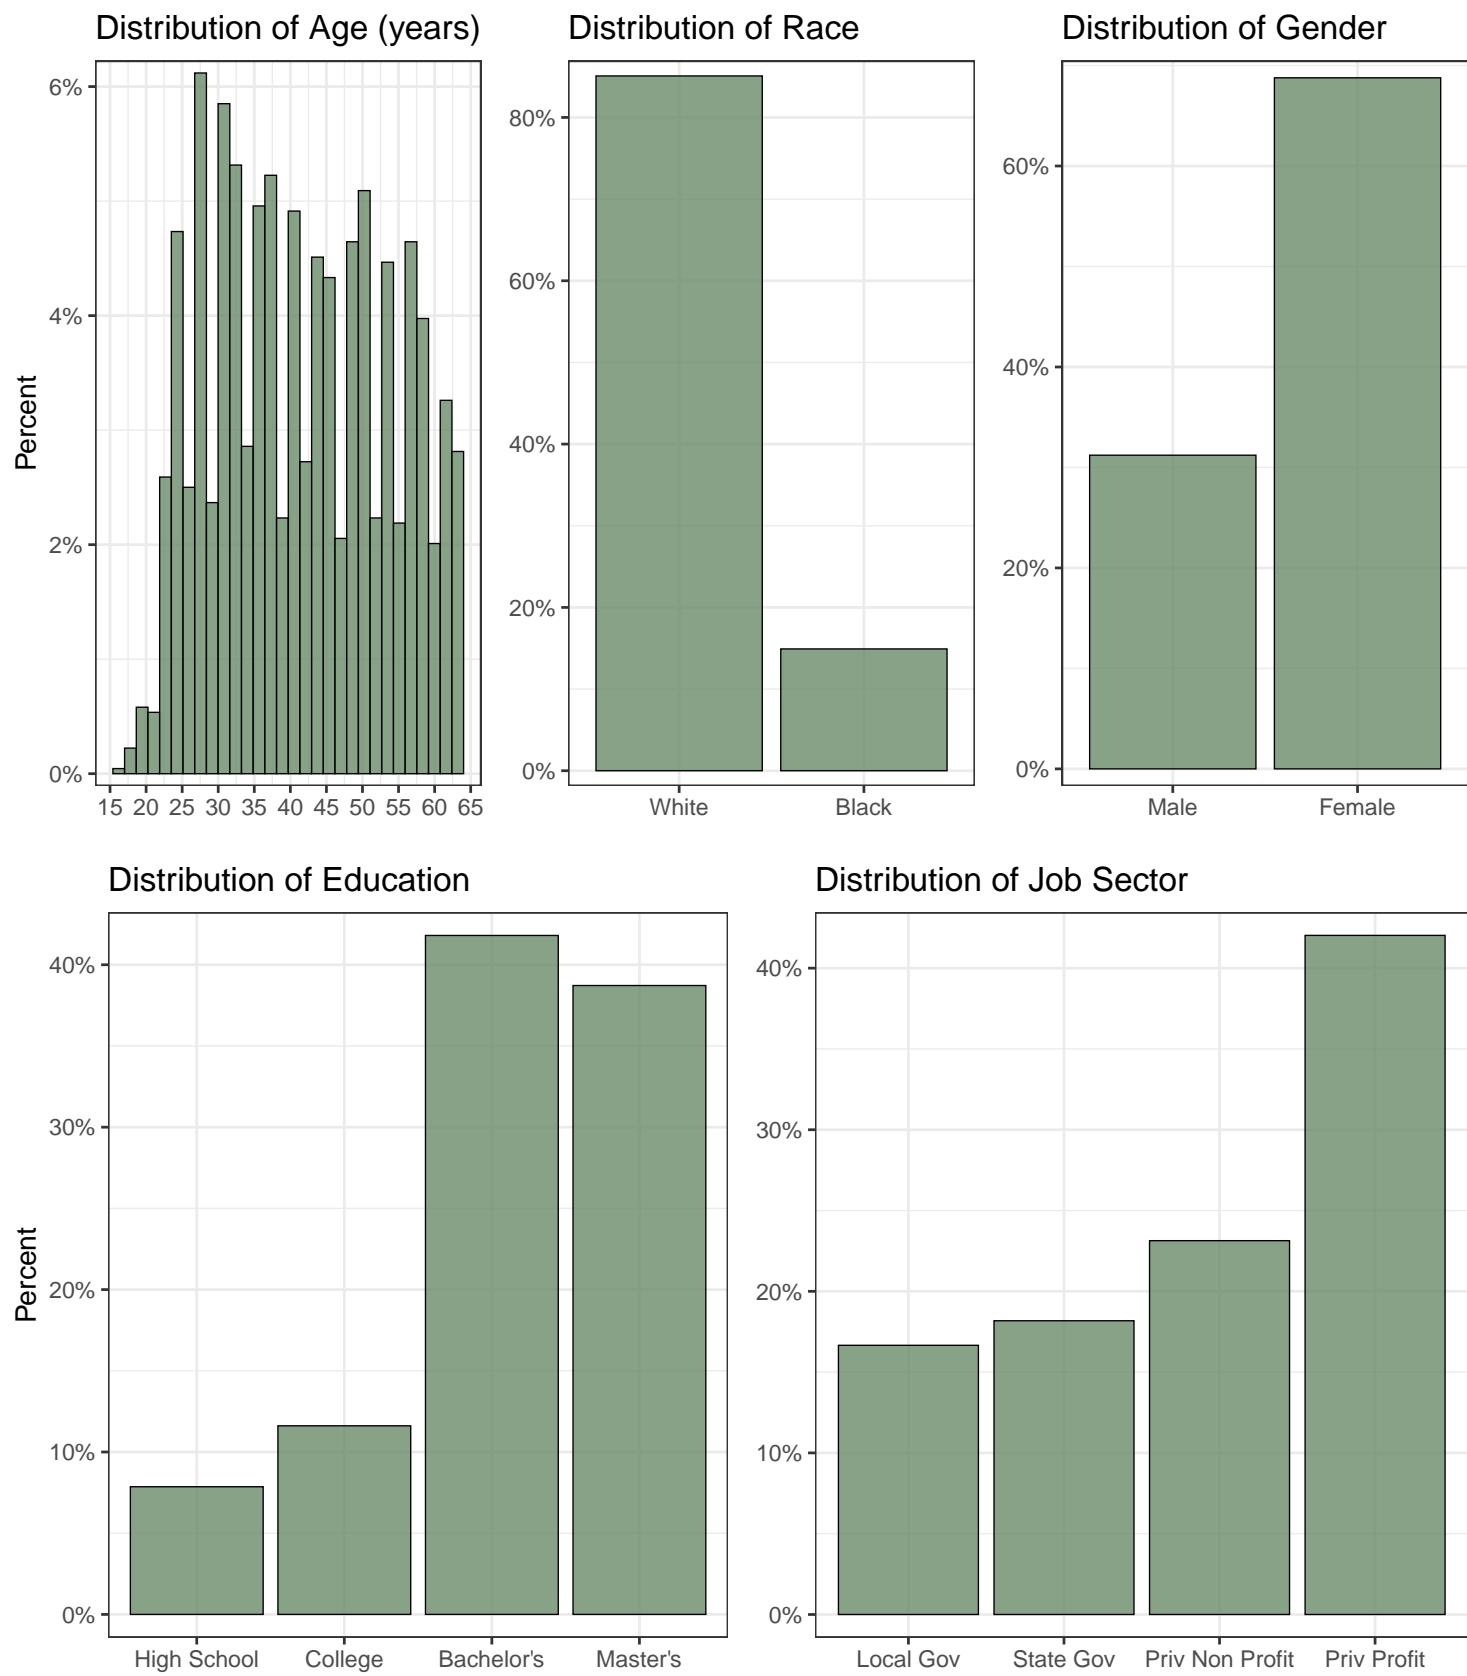 Distribution of Age (years)
Percent
6%
4%
2%
0%
15 20 25 30 35 40 45 50 55 60 65
Distribution of Race
80%
60%
40%
20%
0%
White Black
Distribution of Gender
60%
40%
20%
0%
Male Female
Distribution of Education
Percent
40%
30%
20%
10%
0%
High School College Bachelor's Master's
Distribution of Job Sector
40%
30%
20%
10%
0%
Local Gov State Gov Priv Non Profit Priv Profit